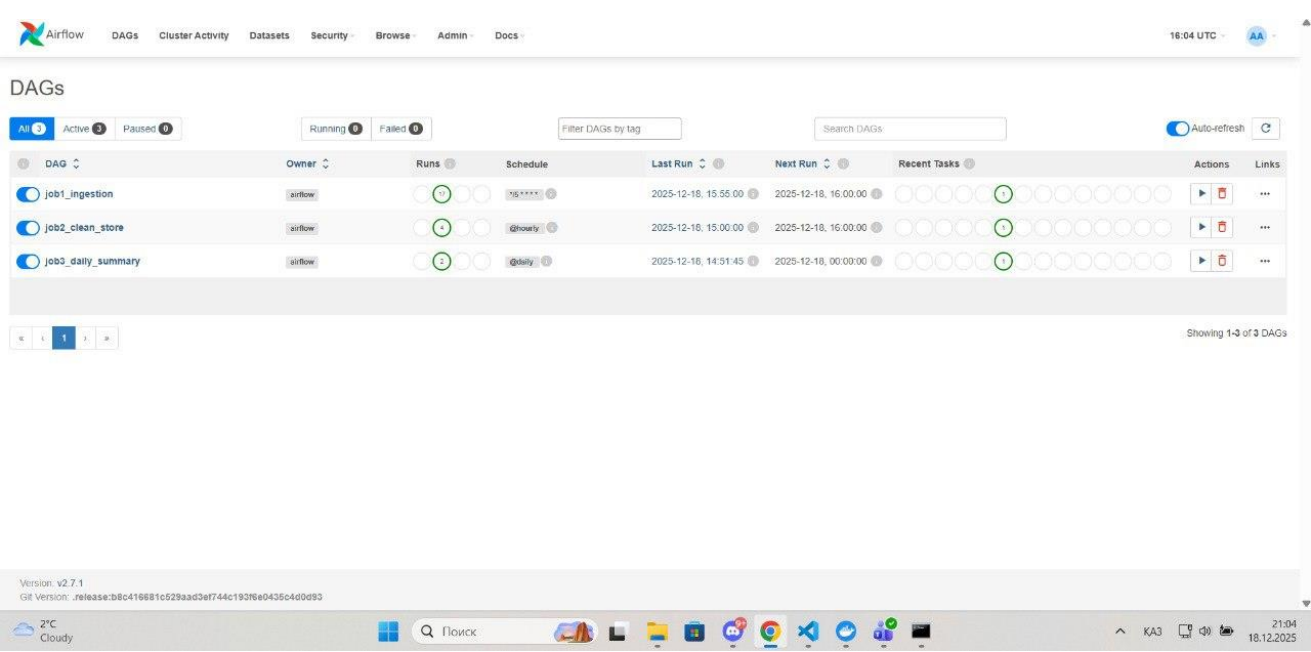 Airflow DAGs Cluster Activity Datasets Security Browse Admin Docs 16:04 UTC AA
DAGs
All 3 Active 3 Paused 0 Running 0 Failed 0 Filter DAGs by tag Search DAGs Auto-refresh
DAG Owner Runs Schedule Last Run Next Run Recent Tasks Actions Links
job1_ingestion airflow 17 */5 * * * * 2025-12-18, 15:55:00 2025-12-18, 16:00:00 1
job2_clean_store airflow 4 @hourly 2025-12-18, 15:00:00 2025-12-18, 16:00:00 1
job3_daily_summary airflow 2 @daily 2025-12-18, 14:51:45 2025-12-18, 00:00:00 1
« ‹ 1 › »
Showing 1-3 of 3 DAGs
Version: v2.7.1
Git Version: .release:b8c416681c529aad3ef744c193f6e0435c4d0d93
2°C
Cloudy
Поиск
9+
ҚАЗ
21:04
18.12.2025